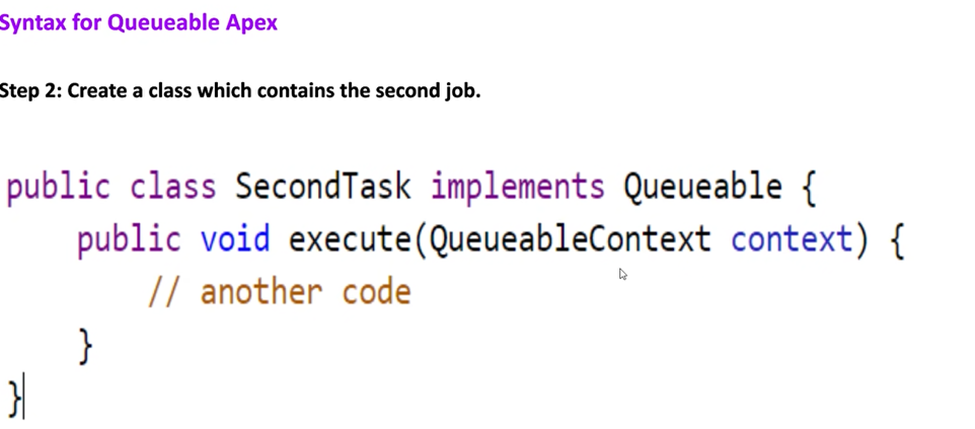 Syntax for Queueable Apex
Step 2: Create a class which contains the second job.
public class SecondTask implements Queueable {
    public void execute(QueueableContext context) {
        // another code
    }
}